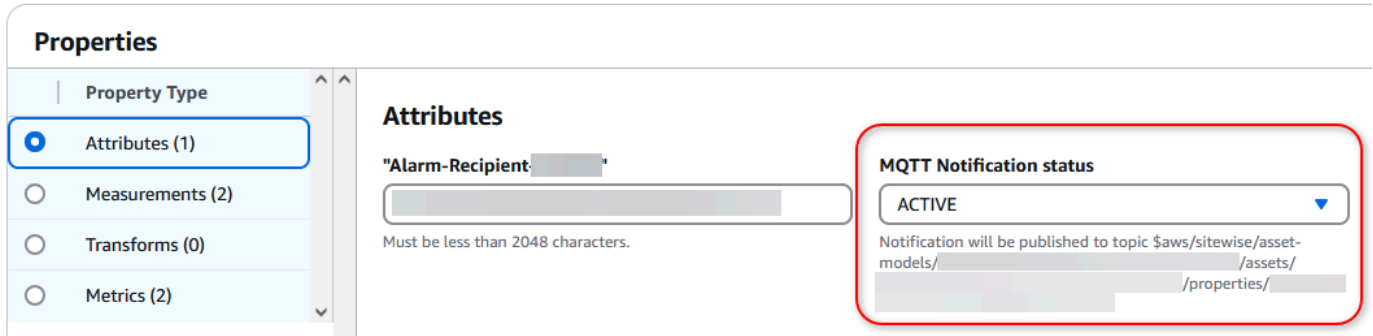 Properties
Property Type
Attributes (1)
Measurements (2)
Transforms (0)
Metrics (2)
Attributes
"Alarm-Recipient- "
Must be less than 2048 characters.
MQTT Notification status
ACTIVE
Notification will be published to topic $aws/sitewise/asset-
models/ /assets/
/properties/